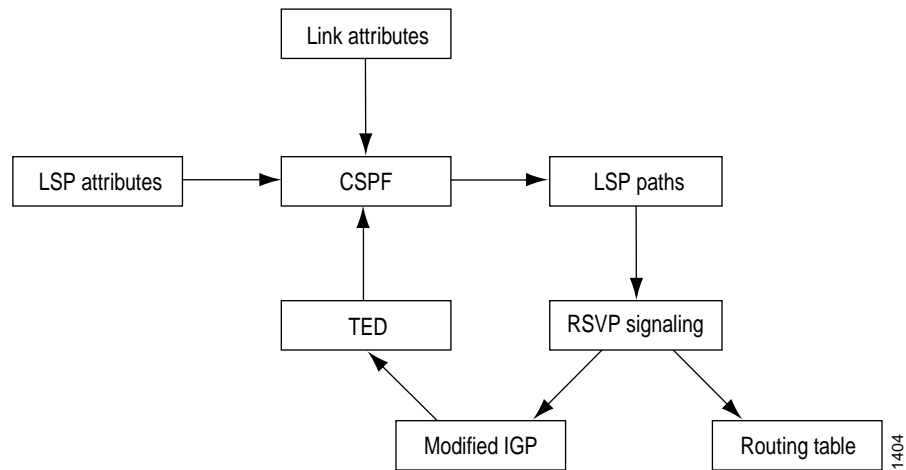 Link attributes
LSP attributes
CSPF
LSP paths
TED
RSVP signaling
Modified IGP
Routing table
1404